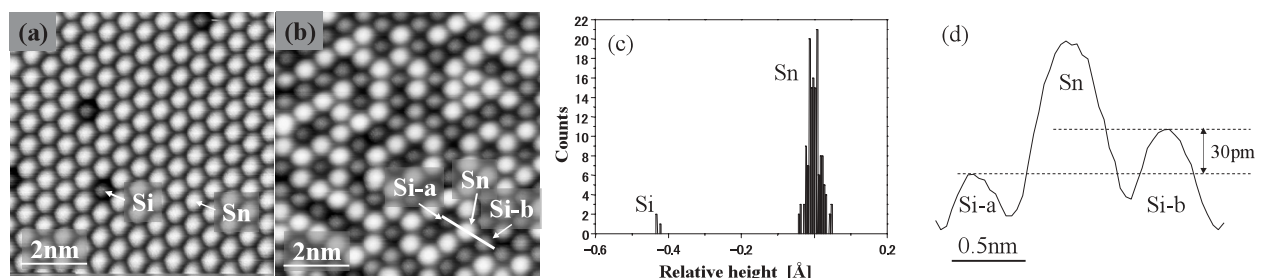 (a)
Si
Sn
2nm
(b)
Si-a
Sn
Si-b
2nm
(c)
22
20
18
16
14
12
10
8
6
4
2
0
Counts
Sn
Si
−0.6
−0.4
−0.2
0
0.2
Relative height [Å]
(d)
Sn
30pm
Si-a
Si-b
0.5nm